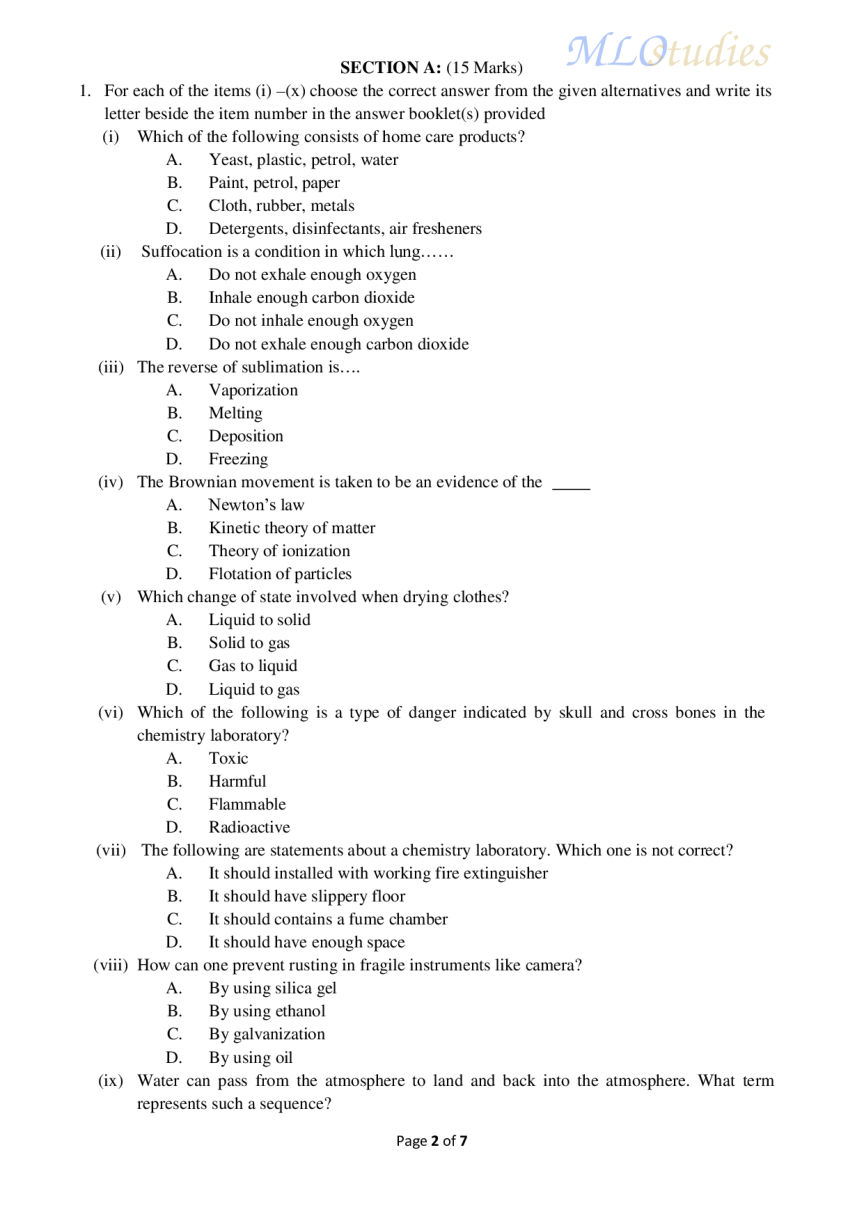 MLOstudies
SECTION A: (15 Marks)
1. For each of the items (i) –(x) choose the correct answer from the given alternatives and write its
letter beside the item number in the answer booklet(s) provided
(i) Which of the following consists of home care products?
A. Yeast, plastic, petrol, water
B. Paint, petrol, paper
C. Cloth, rubber, metals
D. Detergents, disinfectants, air fresheners
(ii) Suffocation is a condition in which lung……
A. Do not exhale enough oxygen
B. Inhale enough carbon dioxide
C. Do not inhale enough oxygen
D. Do not exhale enough carbon dioxide
(iii) The reverse of sublimation is….
A. Vaporization
B. Melting
C. Deposition
D. Freezing
(iv) The Brownian movement is taken to be an evidence of the ____
A. Newton’s law
B. Kinetic theory of matter
C. Theory of ionization
D. Flotation of particles
(v) Which change of state involved when drying clothes?
A. Liquid to solid
B. Solid to gas
C. Gas to liquid
D. Liquid to gas
(vi) Which of the following is a type of danger indicated by skull and cross bones in the
chemistry laboratory?
A. Toxic
B. Harmful
C. Flammable
D. Radioactive
(vii) The following are statements about a chemistry laboratory. Which one is not correct?
A. It should installed with working fire extinguisher
B. It should have slippery floor
C. It should contains a fume chamber
D. It should have enough space
(viii) How can one prevent rusting in fragile instruments like camera?
A. By using silica gel
B. By using ethanol
C. By galvanization
D. By using oil
(ix) Water can pass from the atmosphere to land and back into the atmosphere. What term
represents such a sequence?
Page 2 of 7